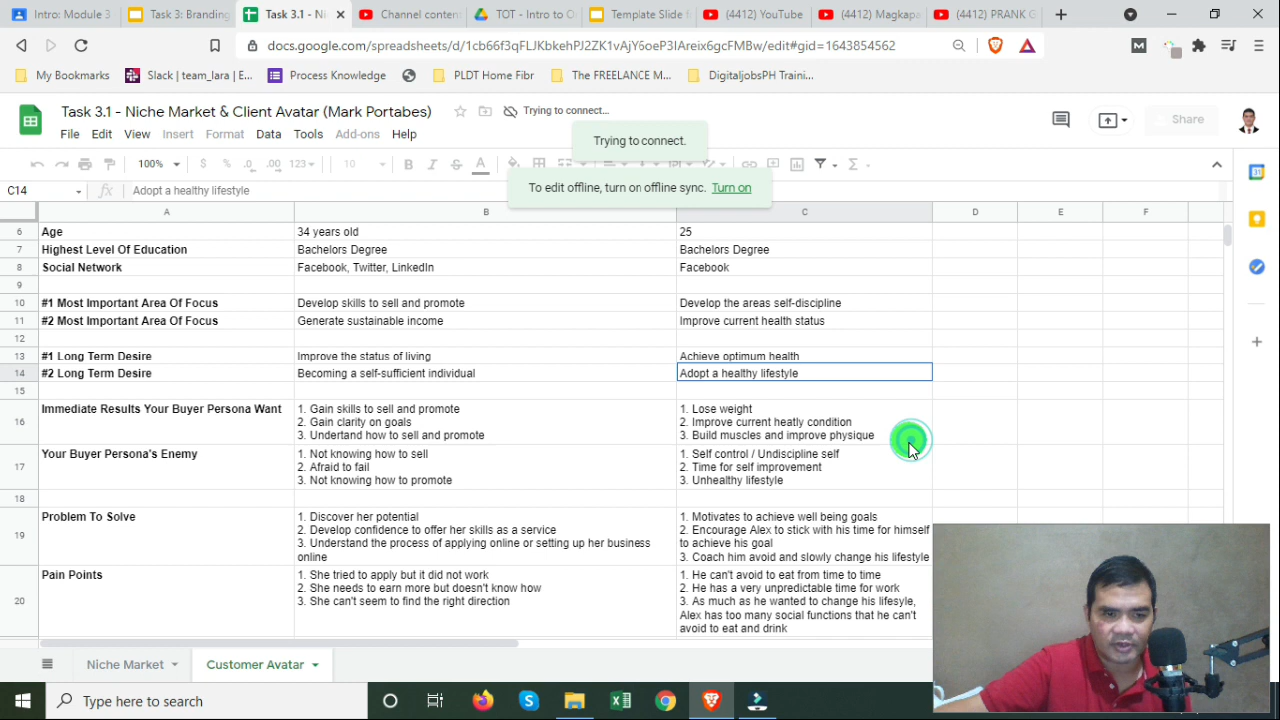 Intro: Module 3
Task 3: Branding
Task 3.1 - Ni
Channel content
TOT - Intro to O
Template Slide f
(4412) YouTube
(4412) Magkapa
(4412) PRANK G
docs.google.com/spreadsheets/d/1cb66f3qFLJKbkehPJ2ZK1vAjY6oeP3IAreix6gcFMBw/edit#gid=1643854562
My Bookmarks
Slack | team_lara | E...
Process Knowledge
PLDT Home Fibr
The FREELANCE M...
DigitaljobsPH Traini...
Task 3.1 - Niche Market & Client Avatar (Mark Portabes)
Trying to connect...
File Edit View Insert Format Data Tools Add-ons Help
Share
Trying to connect.
100% $ % .0 .00 123 10
To edit offline, turn on offline sync. Turn on
C14 fx Adopt a healthy lifestyle
A B C D E F
6 Age 34 years old 25
7 Highest Level Of Education Bachelors Degree Bachelors Degree
8 Social Network Facebook, Twitter, LinkedIn Facebook
9
10 #1 Most Important Area Of Focus Develop skills to sell and promote Develop the areas self-discipline
11 #2 Most Important Area Of Focus Generate sustainable income Improve current health status
12
13 #1 Long Term Desire Improve the status of living Achieve optimum health
14 #2 Long Term Desire Becoming a self-sufficient individual Adopt a healthy lifestyle
15
16 Immediate Results Your Buyer Persona Want
1. Gain skills to sell and promote
2. Gain clarity on goals
3. Undertand how to sell and promote
1. Lose weight
2. Improve current heatly condition
3. Build muscles and improve physique
17 Your Buyer Persona's Enemy
1. Not knowing how to sell
2. Afraid to fail
3. Not knowing how to promote
1. Self control / Undiscipline self
2. Time for self improvement
3. Unhealthy lifestyle
18
19 Problem To Solve
1. Discover her potential
2. Develop confidence to offer her skills as a service
3. Understand the process of applying online or setting up her business
online
1. Motivates to achieve well being goals
2. Encourage Alex to stick with his time for himself
to achieve his goal
3. Coach him avoid and slowly change his lifestyle
20 Pain Points
1. She tried to apply but it did not work
2. She needs to earn more but doesn't know how
3. She can't seem to find the right direction
1. He can't avoid to eat from time to time
2. He has a very unpredictable time for work
3. As much as he wanted to change his lifesyle,
Alex has too many social functions that he can't
avoid to eat and drink
Niche Market
Customer Avatar
Type here to search